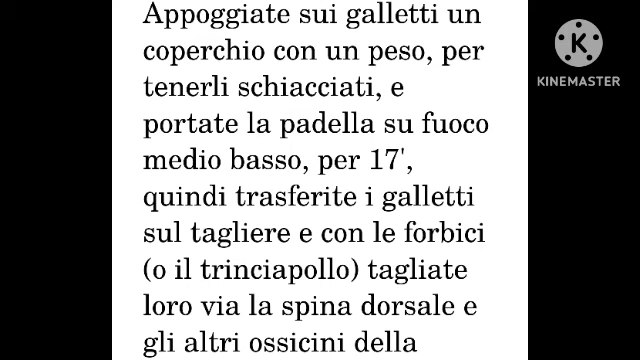 Appoggiate sui galletti un
coperchio con un peso, per
tenerli schiacciati, e
portate la padella su fuoco
medio basso, per 17',
quindi trasferite i galletti
sul tagliere e con le forbici
(o il trinciapollo) tagliate
loro via la spina dorsale e
gli altri ossicini della
K
KINEMASTER